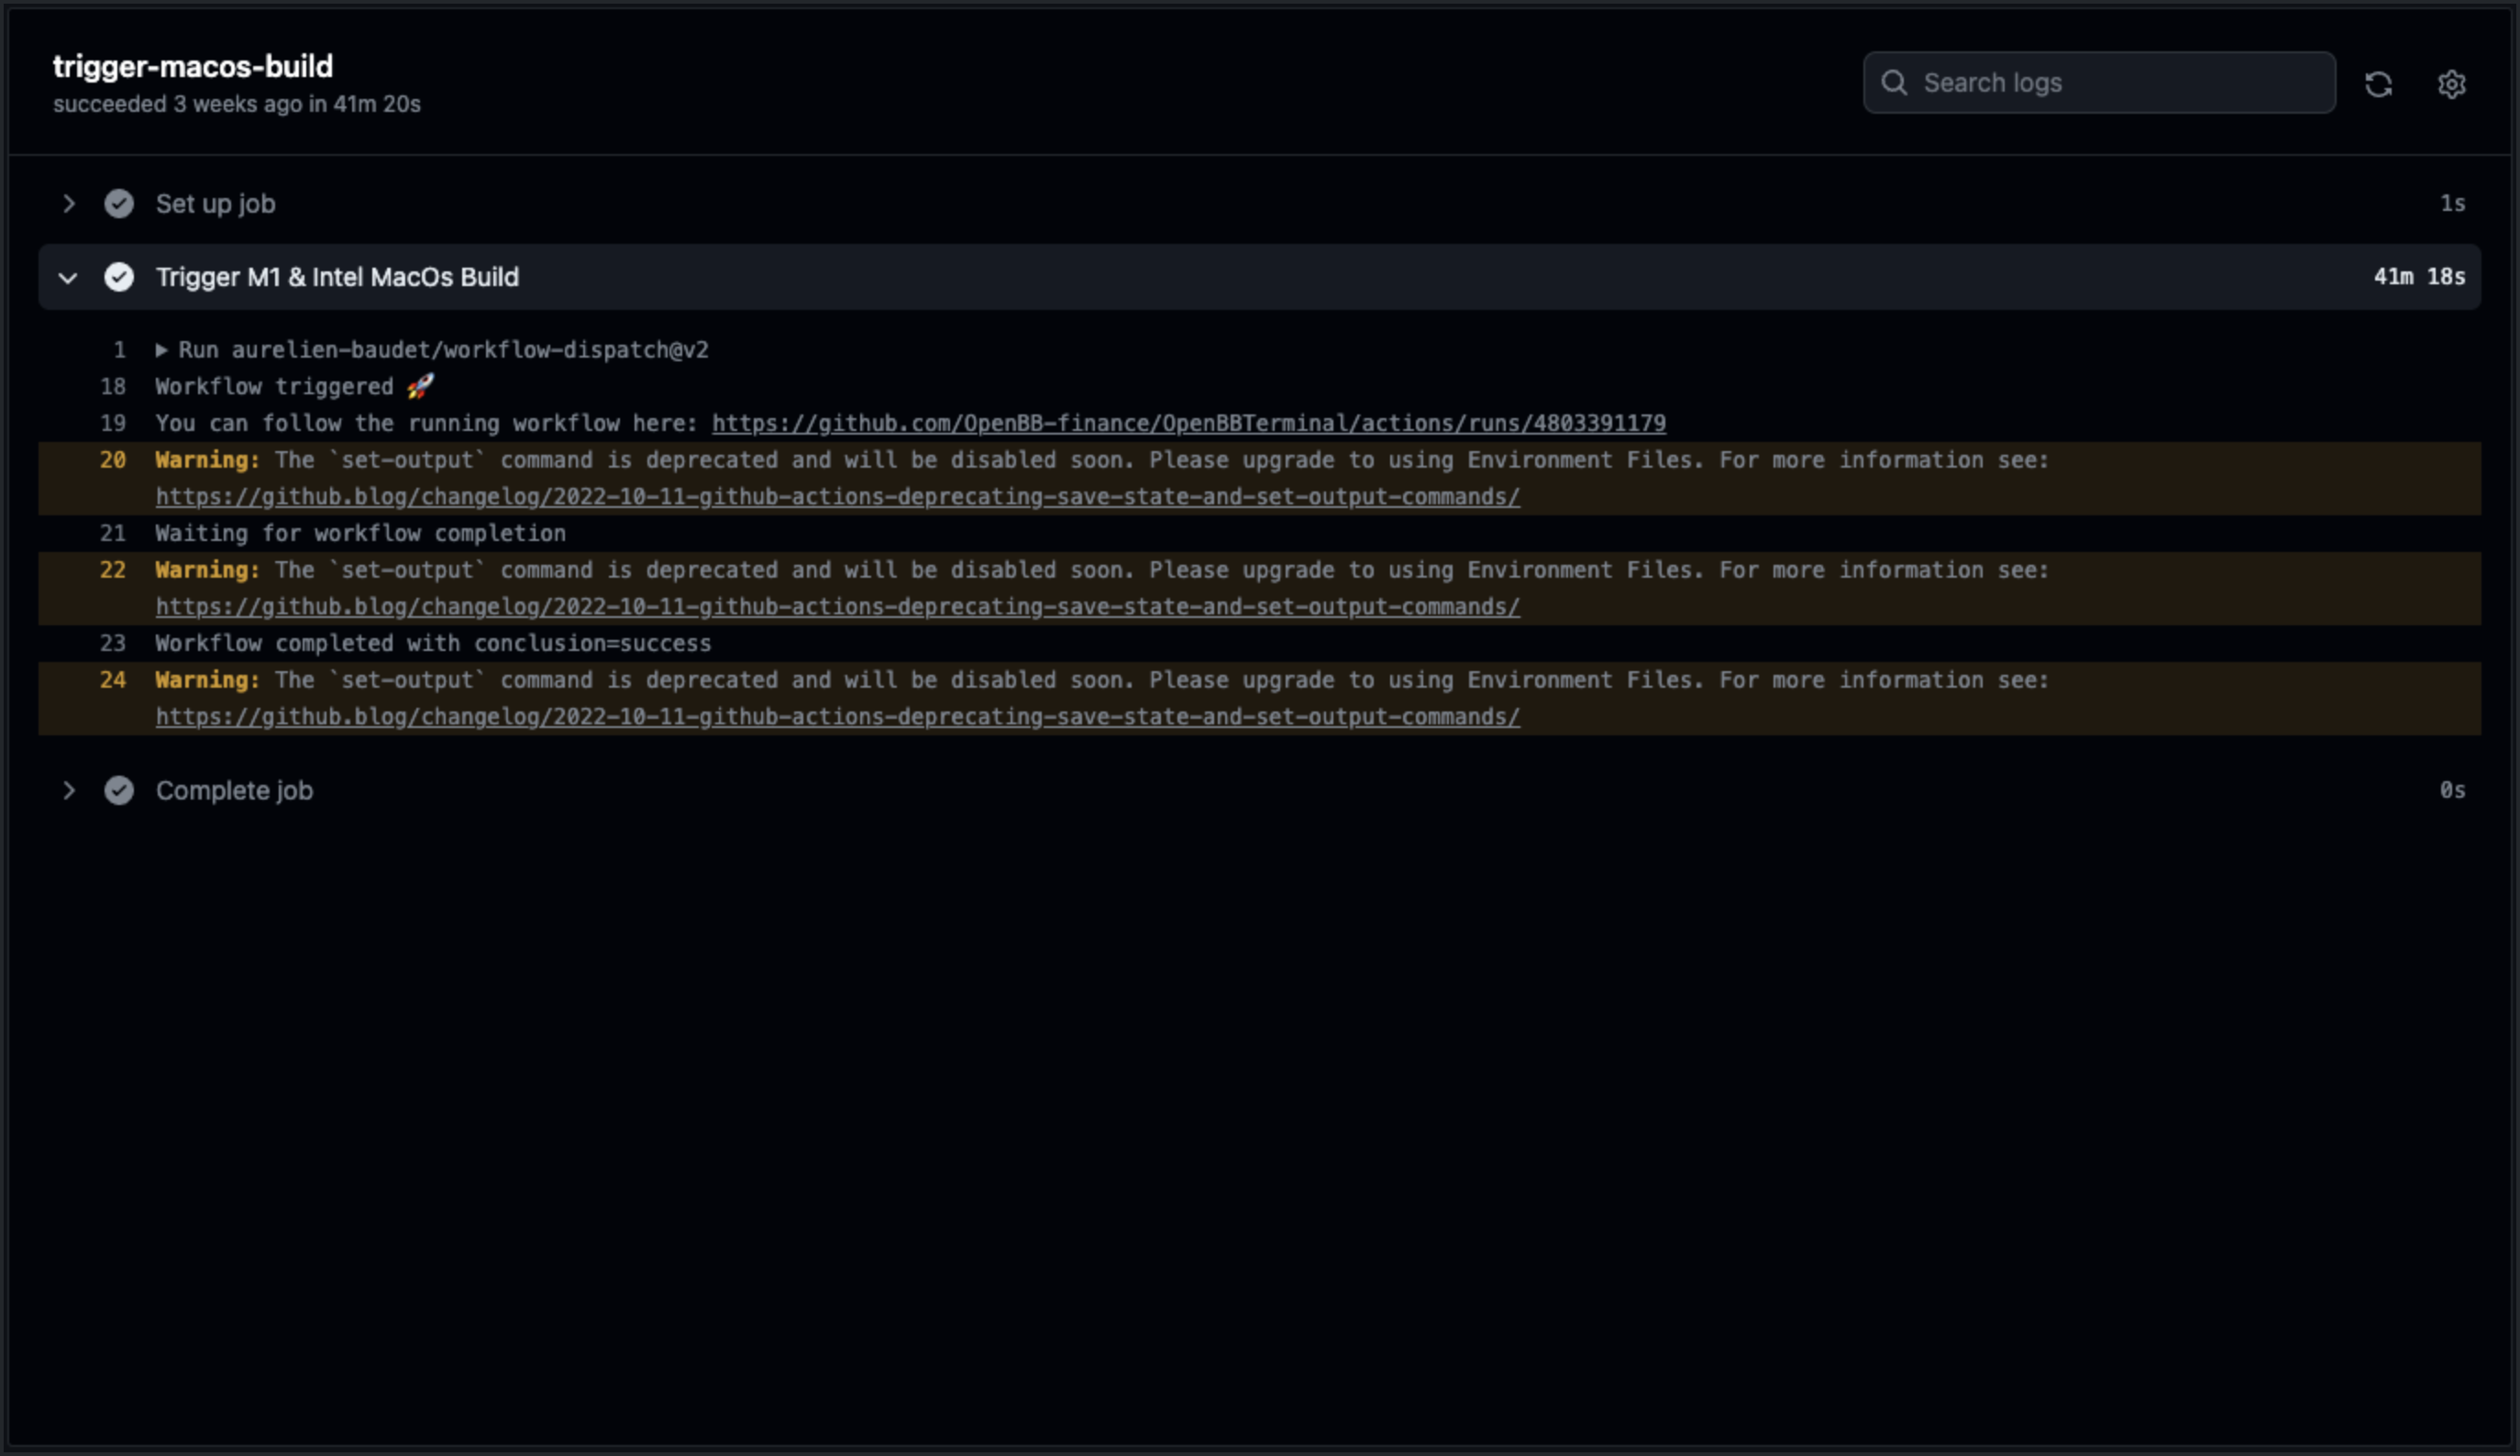 trigger-macos-build
succeeded 3 weeks ago in 41m 20s
Search logs
Set up job 1s
Trigger M1 & Intel MacOs Build 41m 18s
1 ▶ Run aurelien-baudet/workflow-dispatch@v2
18 Workflow triggered 🚀
19 You can follow the running workflow here: https://github.com/OpenBB-finance/OpenBBTerminal/actions/runs/4803391179
20 Warning: The `set-output` command is deprecated and will be disabled soon. Please upgrade to using Environment Files. For more information see:
https://github.blog/changelog/2022-10-11-github-actions-deprecating-save-state-and-set-output-commands/
21 Waiting for workflow completion
22 Warning: The `set-output` command is deprecated and will be disabled soon. Please upgrade to using Environment Files. For more information see:
https://github.blog/changelog/2022-10-11-github-actions-deprecating-save-state-and-set-output-commands/
23 Workflow completed with conclusion=success
24 Warning: The `set-output` command is deprecated and will be disabled soon. Please upgrade to using Environment Files. For more information see:
https://github.blog/changelog/2022-10-11-github-actions-deprecating-save-state-and-set-output-commands/
Complete job 0s